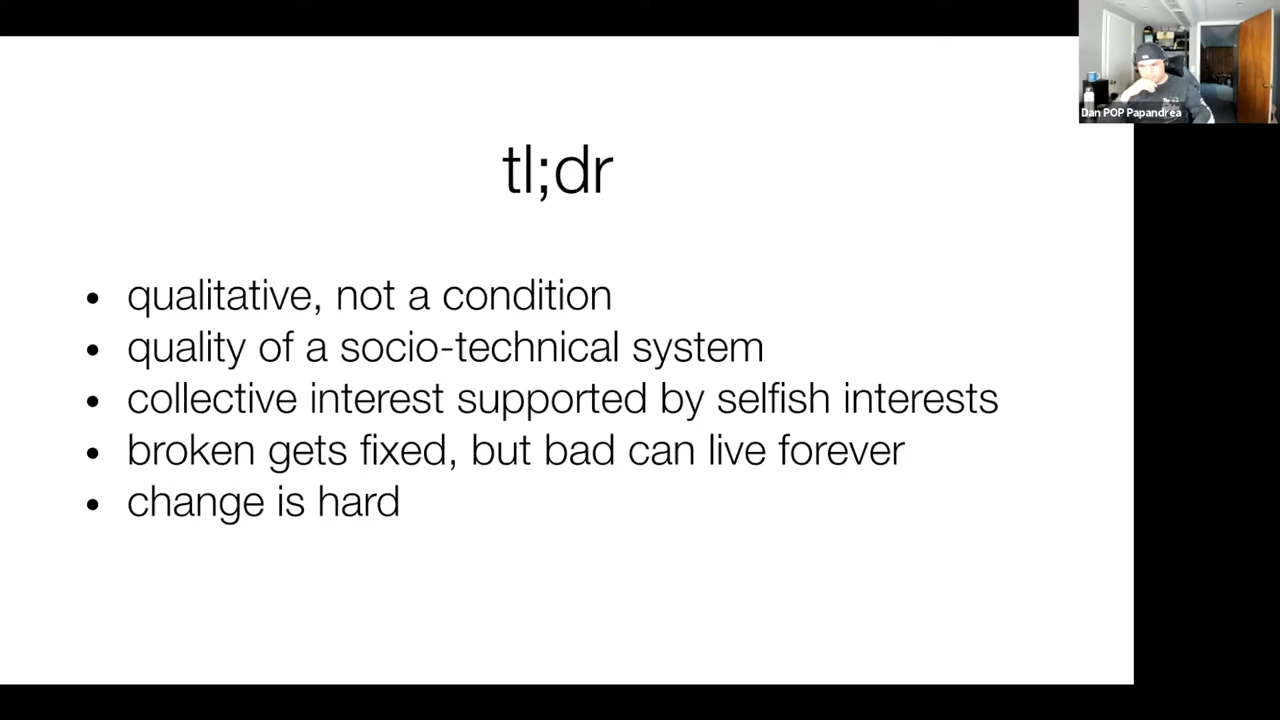 tl;dr
• qualitative, not a condition
• quality of a socio-technical system
• collective interest supported by selfish interests
• broken gets fixed, but bad can live forever
• change is hard
Dan POP Papandrea